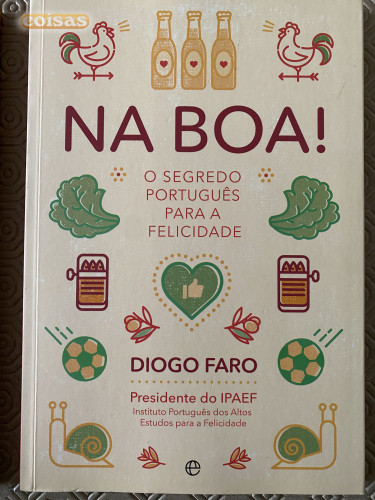 coisas
NA BOA!
O SEGREDO
PORTUGUÊS
PARA A
FELICIDADE
DIOGO FARO
Presidente do IPAEF
Instituto Português dos Altos
Estudos para a Felicidade
e